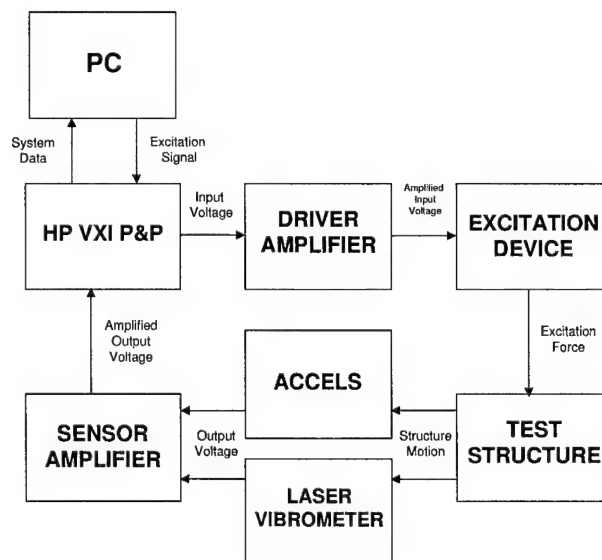 PC
System
Data
Excitation
Signal
HP VXI P&P
Input
Voltage
DRIVER
AMPLIFIER
Amplified
Input
Voltage
EXCITATION
DEVICE
Amplified
Output
Voltage
Excitation
Force
ACCELS
SENSOR
AMPLIFIER
Output
Voltage
Structure
Motion
TEST
STRUCTURE
LASER
VIBROMETER